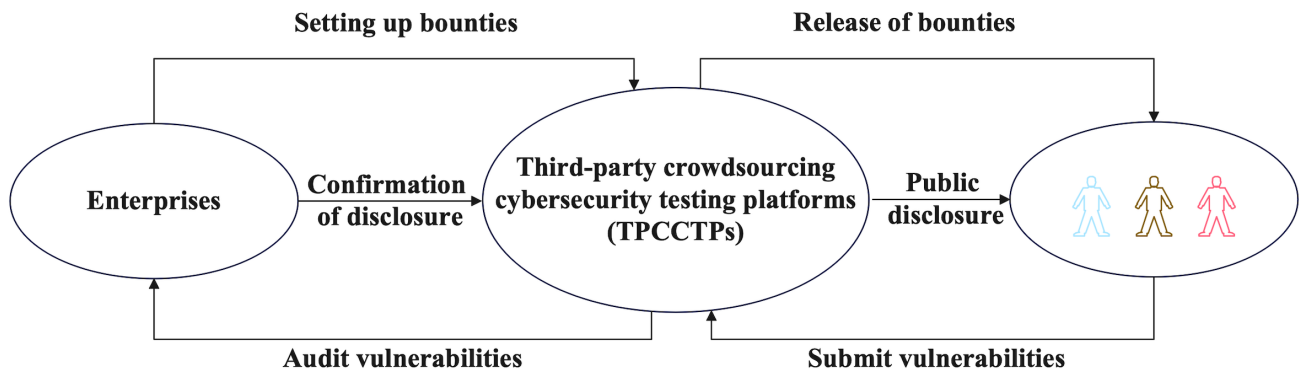 Setting up bounties
Release of bounties
Enterprises
Confirmation
of disclosure
Third-party crowdsourcing
cybersecurity testing platforms
(TPCCTPs)
Public
disclosure
Audit vulnerabilities
Submit vulnerabilities